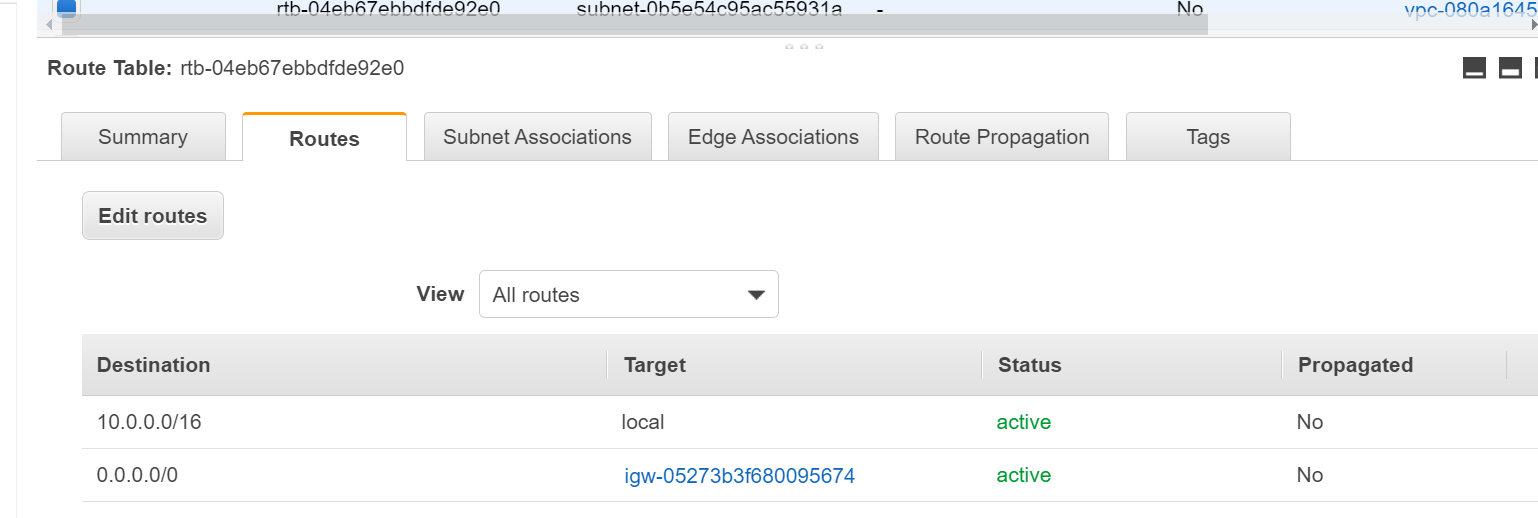 rtb-04eb67ebbdfde92e0 subnet-0b5e54c95ac55931a - No vpc-080a1645
Route Table: rtb-04eb67ebbdfde92e0
Summary Routes Subnet Associations Edge Associations Route Propagation Tags
Edit routes
View All routes
Destination Target Status Propagated
10.0.0.0/16 local active No
0.0.0.0/0 igw-05273b3f680095674 active No